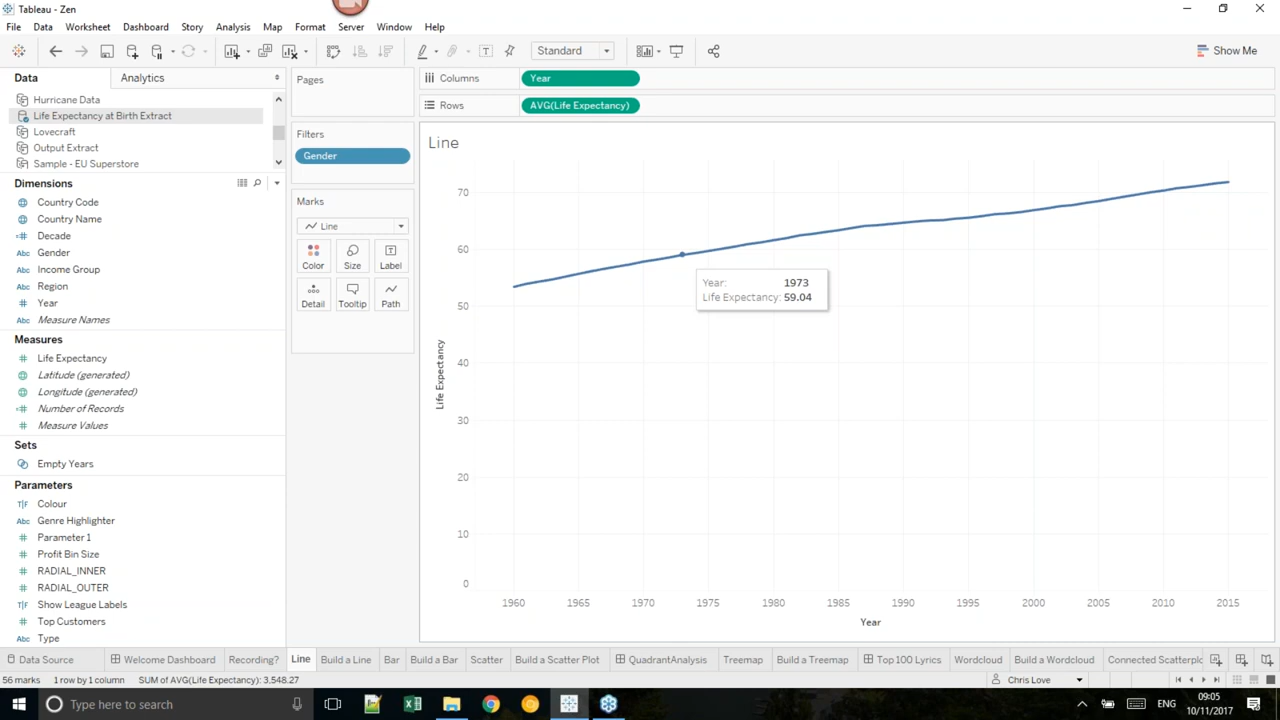 Tableau - Zen
File Data Worksheet Dashboard Story Analysis Map Format Server Window Help
Standard
Show Me
Data Analytics
Hurricane Data
Life Expectancy at Birth Extract
Lovecraft
Output Extract
Sample - EU Superstore
Dimensions
Country Code
Country Name
Decade
Abc Gender
Abc Income Group
Abc Region
Year
Abc Measure Names
Measures
Life Expectancy
Latitude (generated)
Longitude (generated)
Number of Records
Measure Values
Sets
Empty Years
Parameters
T|F Colour
Abc Genre Highlighter
# Parameter 1
# Profit Bin Size
# RADIAL_INNER
# RADIAL_OUTER
T|F Show League Labels
# Top Customers
Abc Type
Pages
Filters
Gender
Marks
Line
Color Size Label
Detail Tooltip Path
Columns Year
Rows AVG(Life Expectancy)
Line
70
60
50
40
30
20
10
0
Life Expectancy
Year: 1973
Life Expectancy: 59.04
1960 1965 1970 1975 1980 1985 1990 1995 2000 2005 2010 2015
Year
Data Source Welcome Dashboard Recording? Line Build a Line Bar Build a Bar Scatter Build a Scatter Plot QuadrantAnalysis Treemap Build a Treemap Top 100 Lyrics Wordcloud Build a Wordcloud Connected Scatterplo
56 marks 1 row by 1 column SUM of AVG(Life Expectancy): 3,548.27 Chris Love
Type here to search
ENG
09:05
10/11/2017